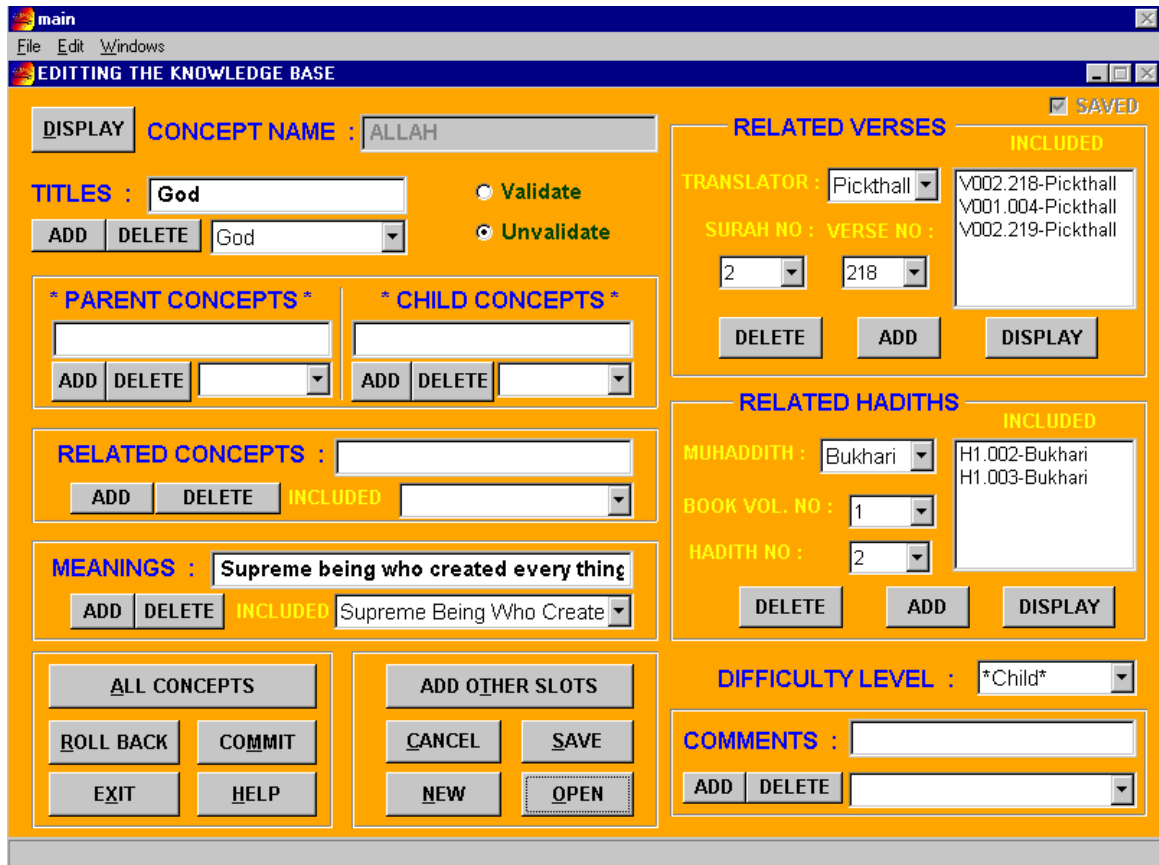 main
File Edit Windows
EDITTING THE KNOWLEDGE BASE
SAVED
DISPLAY CONCEPT NAME : ALLAH
TITLES : God
Validate
ADD DELETE God
Unvalidate
* PARENT CONCEPTS * * CHILD CONCEPTS *
ADD DELETE ADD DELETE
RELATED CONCEPTS :
ADD DELETE INCLUDED
MEANINGS : Supreme being who created every thing
ADD DELETE INCLUDED Supreme Being Who Create
ALL CONCEPTS
ROLL BACK COMMIT
EXIT HELP
ADD OTHER SLOTS
CANCEL SAVE
NEW OPEN
RELATED VERSES
INCLUDED
TRANSLATOR : Pickthall
SURAH NO : VERSE NO :
2 218
V002.218-Pickthall
V001.004-Pickthall
V002.219-Pickthall
DELETE ADD DISPLAY
RELATED HADITHS
INCLUDED
MUHADDITH : Bukhari
BOOK VOL. NO : 1
HADITH NO : 2
H1.002-Bukhari
H1.003-Bukhari
DELETE ADD DISPLAY
DIFFICULTY LEVEL : *Child*
COMMENTS :
ADD DELETE